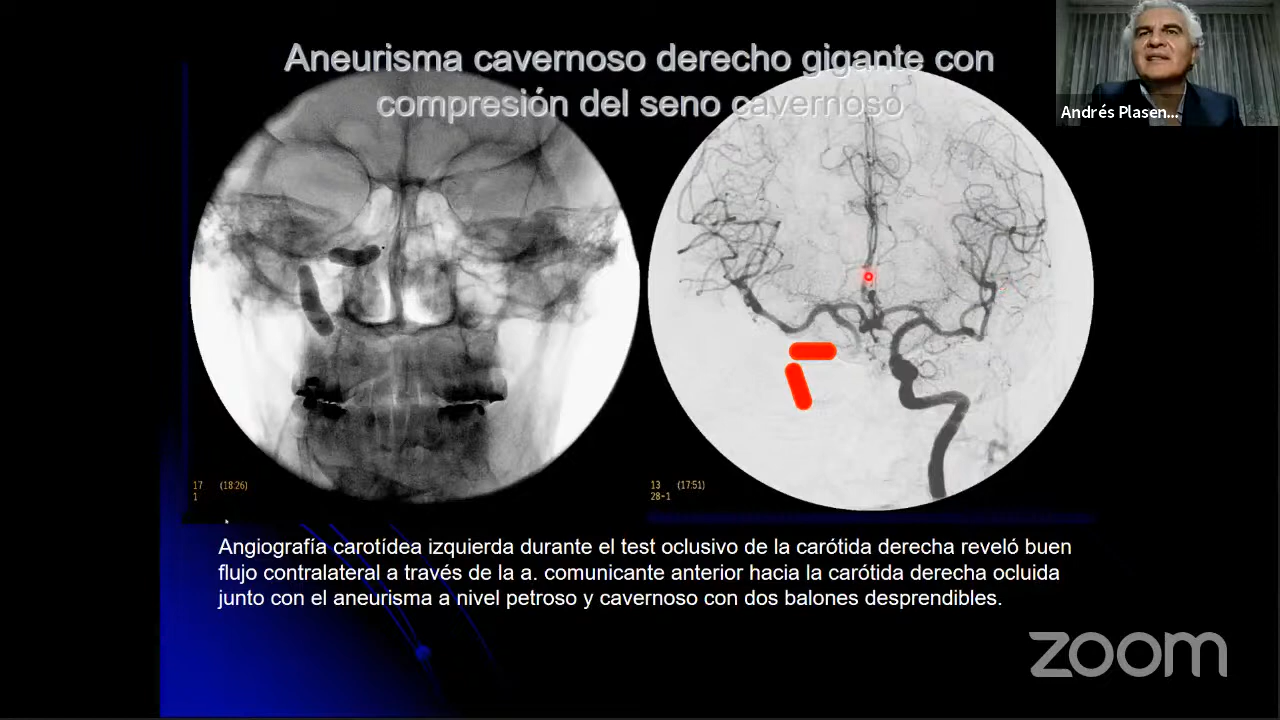 Aneurisma cavernoso derecho gigante con
compresión del seno cavernoso
Andrés Plasen...
17 (18:26)
1
13 (17:51)
28-1
Angiografía carotídea izquierda durante el test oclusivo de la carótida derecha reveló buen
flujo contralateral a través de la a. comunicante anterior hacia la carótida derecha ocluida
junto con el aneurisma a nivel petroso y cavernoso con dos balones desprendibles.
zoom